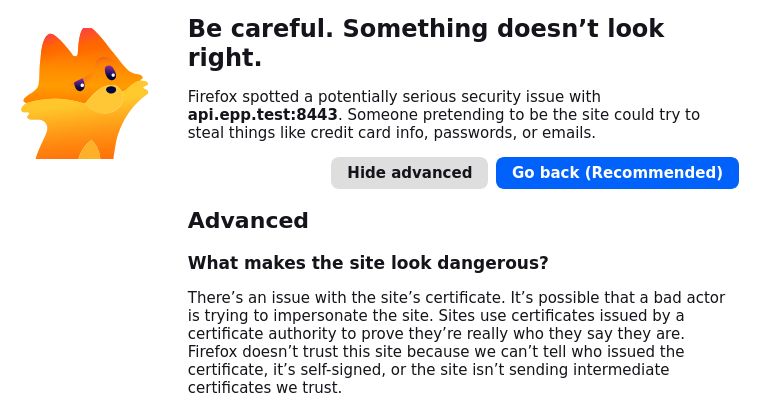 Be careful. Something doesn’t look
right.
Firefox spotted a potentially serious security issue with
api.epp.test:8443. Someone pretending to be the site could try to
steal things like credit card info, passwords, or emails.
Hide advanced
Go back (Recommended)
Advanced
What makes the site look dangerous?
There’s an issue with the site’s certificate. It’s possible that a bad actor
is trying to impersonate the site. Sites use certificates issued by a
certificate authority to prove they’re really who they say they are.
Firefox doesn’t trust this site because we can’t tell who issued the
certificate, it’s self-signed, or the site isn’t sending intermediate
certificates we trust.